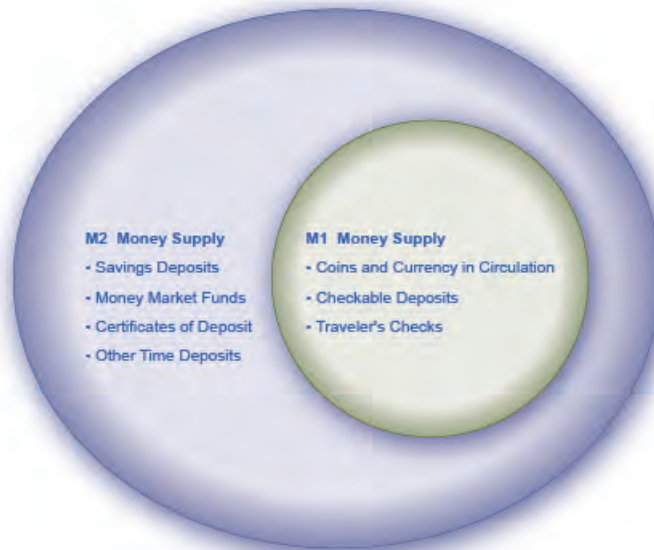 M2 Money Supply
• Savings Deposits
• Money Market Funds
• Certificates of Deposit
• Other Time Deposits
M1 Money Supply
• Coins and Currency in Circulation
• Checkable Deposits
• Traveler's Checks